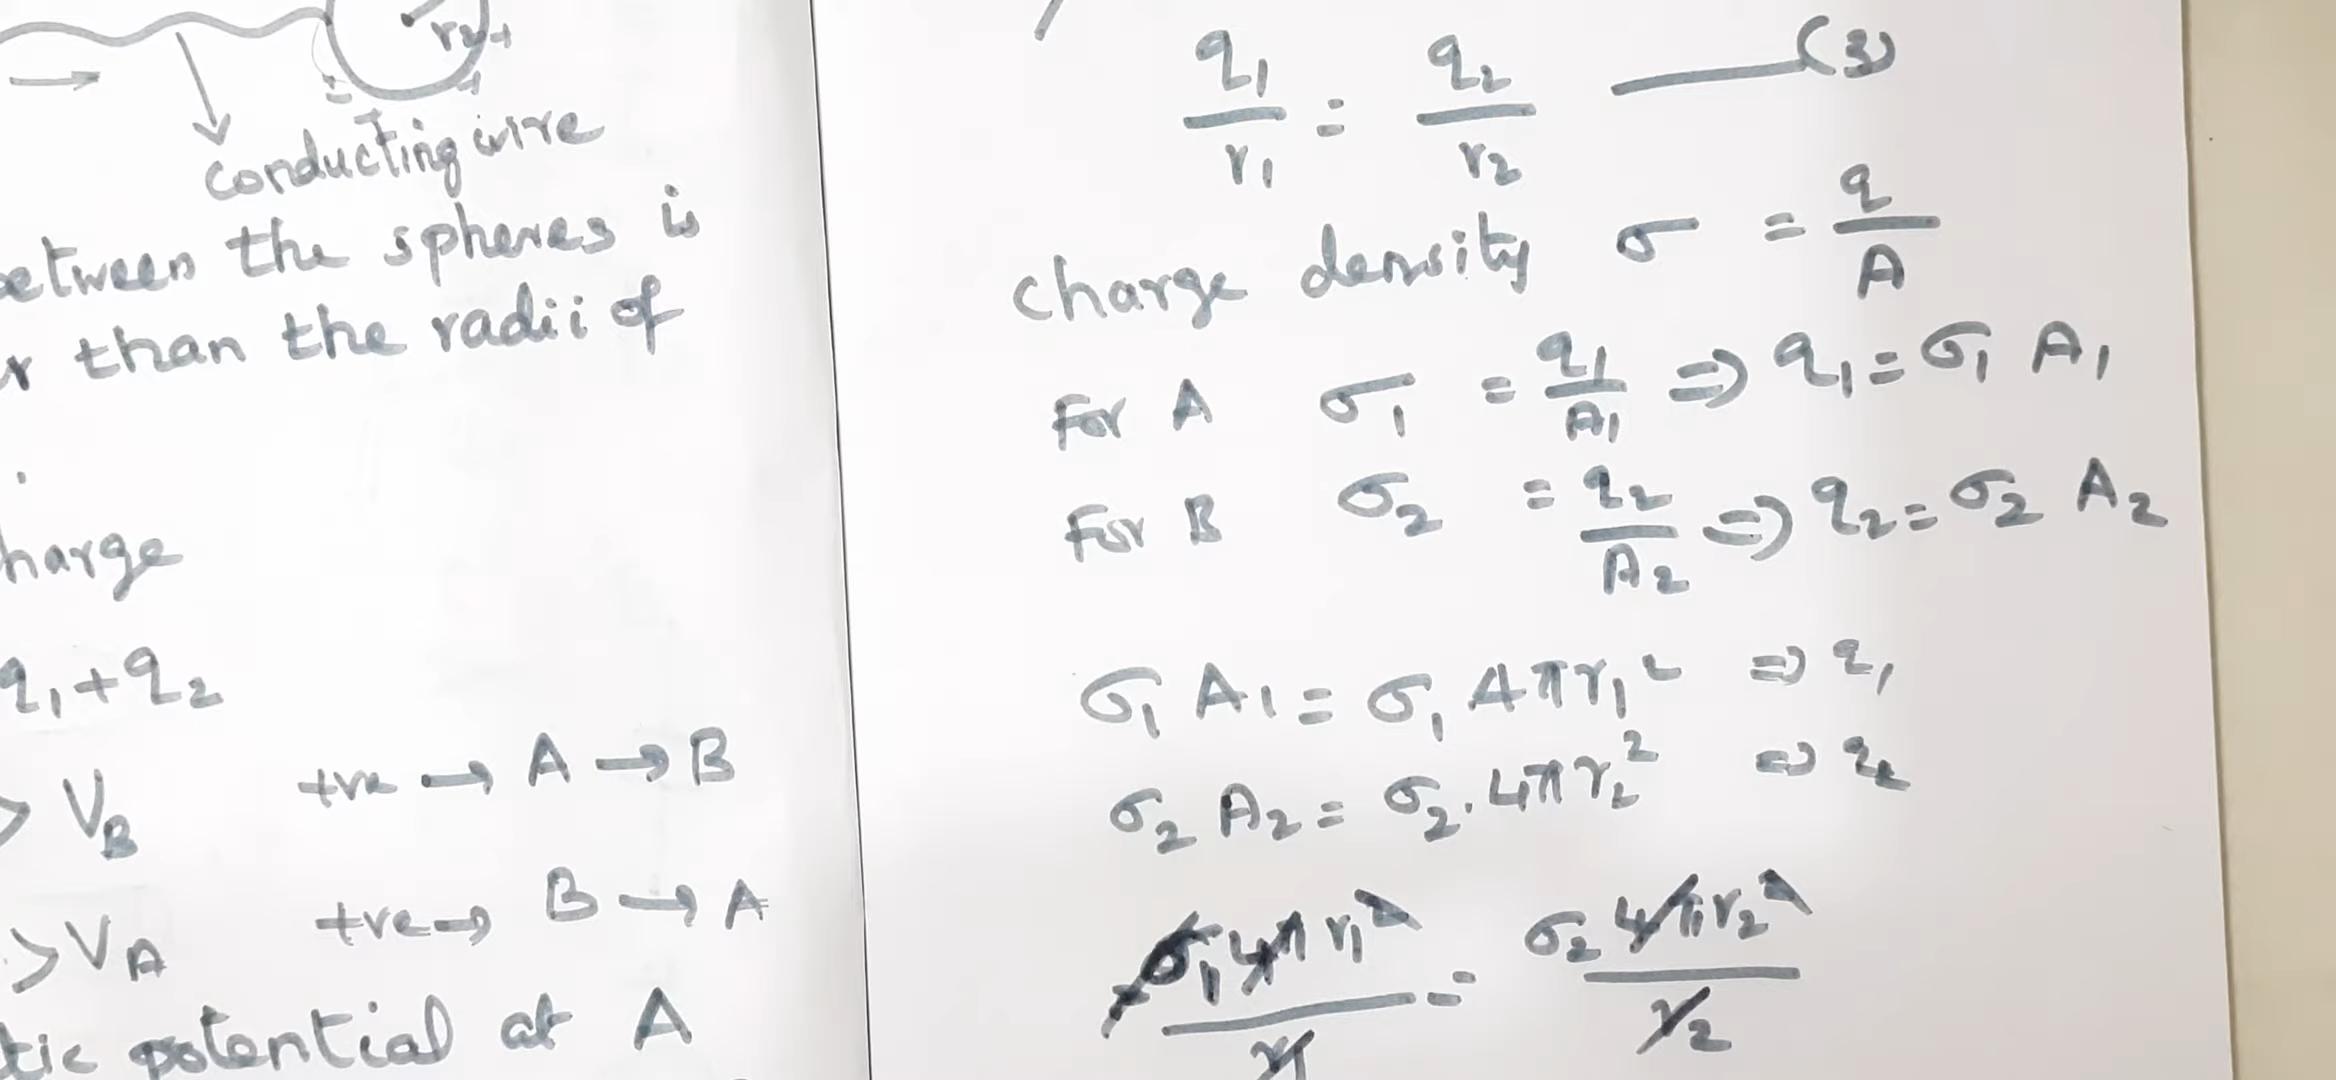 r2
conducting wire
etween the spheres is
r than the radii of
harge
q1+q2
> VB +ve → A → B
>VA +ve → B → A
tic potential at A
q1/r1 = q2/r2 —(3)
charge density σ = q/A
For A σ1 = q1/A1 ⇒ q1 = σ1 A1
For B σ2 = q2/A2 ⇒ q2 = σ2 A2
σ1 A1 = σ1 4πr1² ⇒ q1
σ2 A2 = σ2 . 4πr2² ⇒ q2
σ1 4π r1²/r1 = σ2 4π r2²/r2